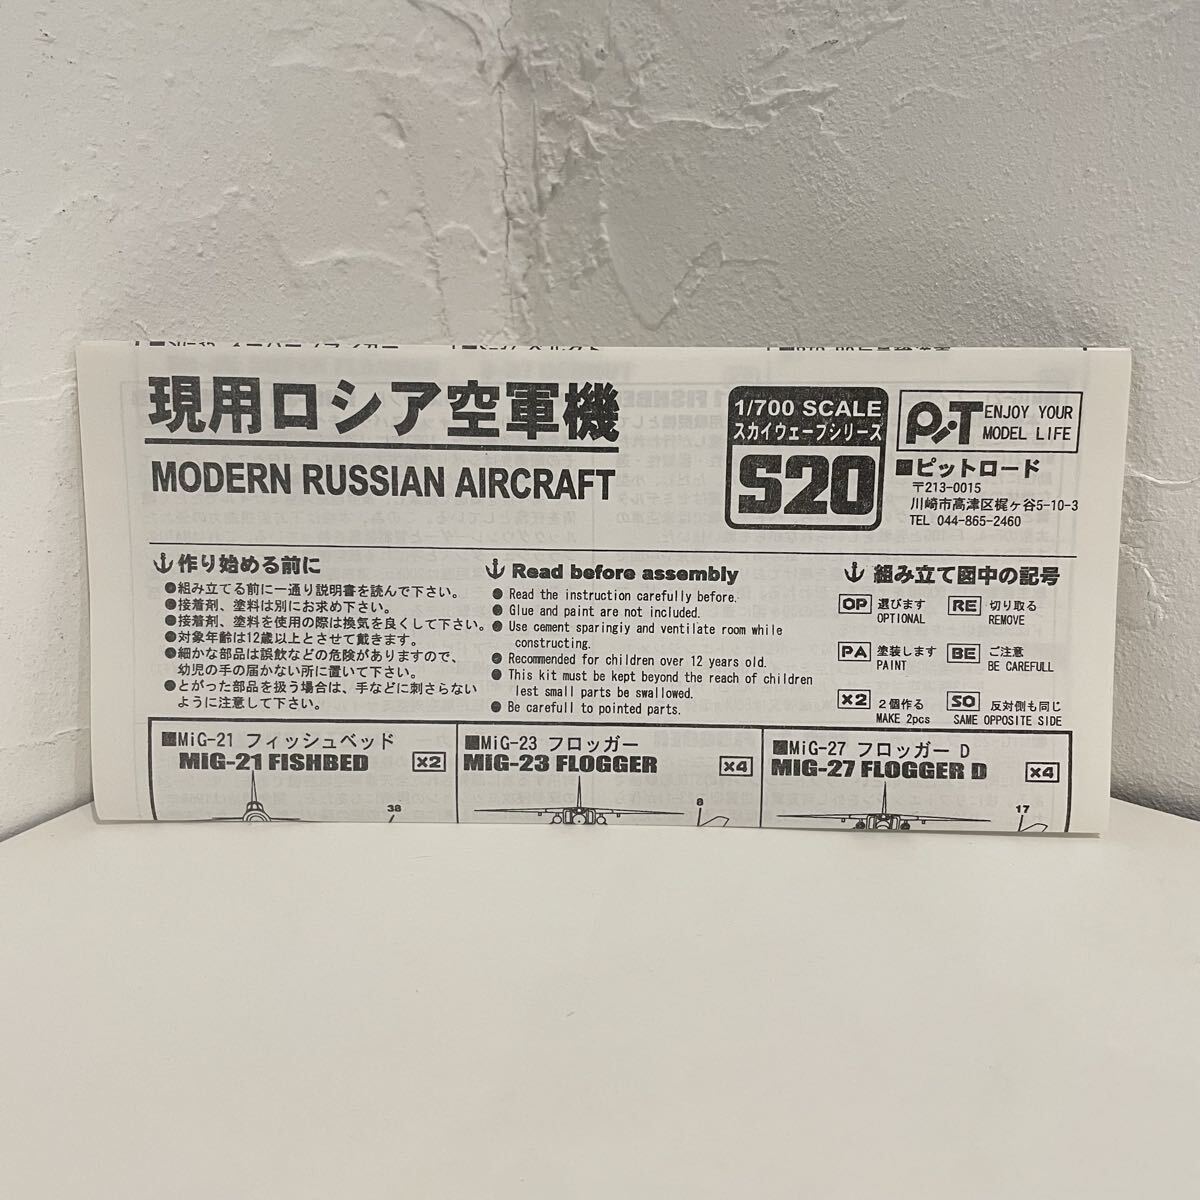 現用ロシア空軍機
MODERN RUSSIAN AIRCRAFT
1/700 SCALE
スカイウェーブシリーズ
S20
PIT
ENJOY YOUR
MODEL LIFE
■ピットロード
〒213-0015
川崎市高津区梶ヶ谷5-10-3
TEL 044-865-2460
作り始める前に
●組み立てる前に一通り説明書を読んで下さい。
●接着剤、塗料は別にお求め下さい。
●接着剤、塗料を使用の際は換気を良くして下さい。
●対象年齢は12歳以上とさせて戴きます。
●細かな部品は誤飲などの危険がありますので、
幼児の手の届かない所に置いて下さい。
●とがった部品を扱う場合は、手などに刺さらない
ように注意して下さい。
Read before assembly
● Read the instruction carefully before.
● Glue and paint are not included.
● Use cement sparingiy and ventilate room while
constructing.
● Recommended for children over 12 years old.
● This kit must be kept beyond the reach of children
lest small parts be swallowed.
● Be carefull to pointed parts.
組み立て図中の記号
OP 選びます
OPTIONAL
RE 切り取る
REMOVE
PA 塗装します
PAINT
BE ご注意
BE CAREFULL
×2 2個作る
MAKE 2pcs
SO 反対側も同じ
SAME OPPOSITE SIDE
■MiG-21 フィッシュベッド
MIG-21 FISHBED ×2
38
■MiG-23 フロッガー
MIG-23 FLOGGER ×4
8
■MiG-27 フロッガー D
MIG-27 FLOGGER D ×4
17